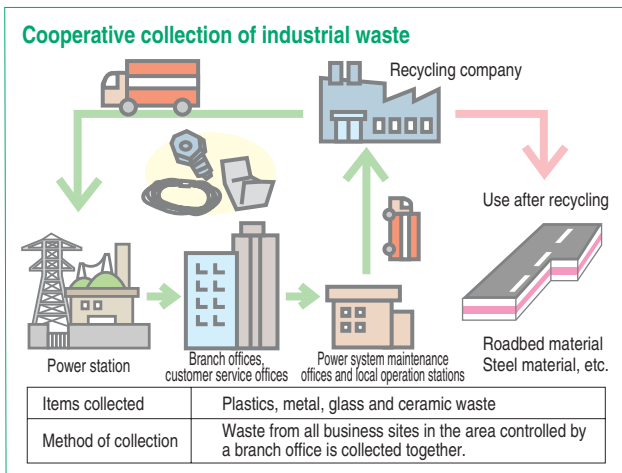 Cooperative collection of industrial waste
Recycling company
Use after recycling
Roadbed material
Steel material, etc.
Power station
Branch offices,
customer service offices
Power system maintenance
offices and local operation stations
Items collected
Plastics, metal, glass and ceramic waste
Method of collection
Waste from all business sites in the area controlled by
a branch office is collected together.